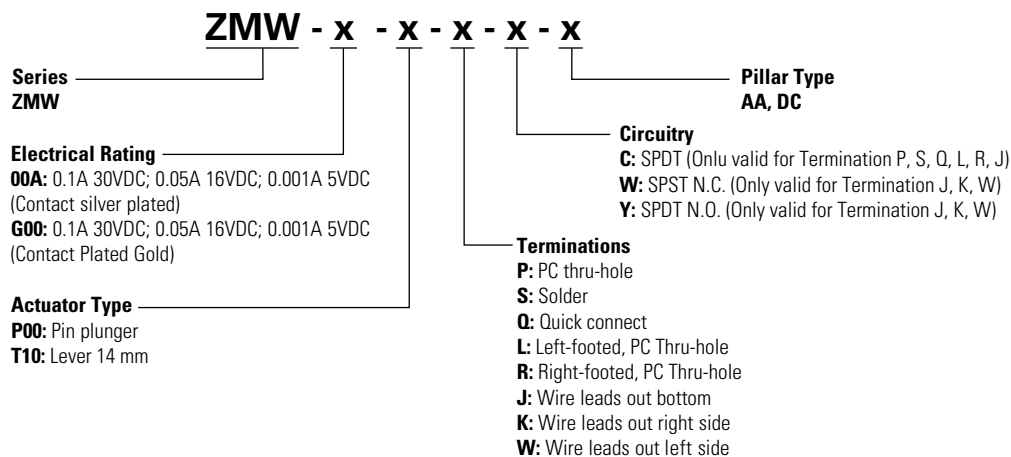 ZMW - x - x - x - x - x
Series
ZMW
Electrical Rating
00A: 0.1A 30VDC; 0.05A 16VDC; 0.001A 5VDC
(Contact silver plated)
G00: 0.1A 30VDC; 0.05A 16VDC; 0.001A 5VDC
(Contact Plated Gold)
Actuator Type
P00: Pin plunger
T10: Lever 14 mm
Terminations
P: PC thru-hole
S: Solder
Q: Quick connect
L: Left-footed, PC Thru-hole
R: Right-footed, PC Thru-hole
J: Wire leads out bottom
K: Wire leads out right side
W: Wire leads out left side
Circuitry
C: SPDT (Onlu valid for Termination P, S, Q, L, R, J)
W: SPST N.C. (Only valid for Termination J, K, W)
Y: SPDT N.O. (Only valid for Termination J, K, W)
Pillar Type
AA, DC